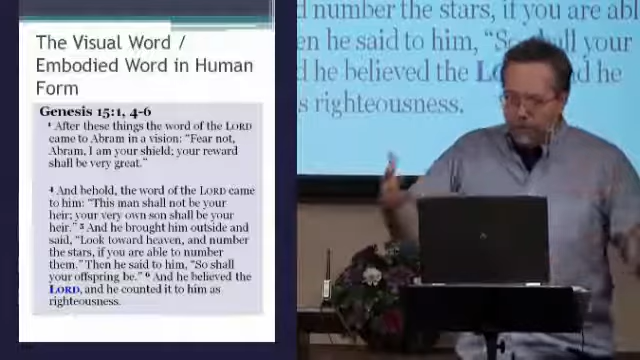 The Visual Word /
Embodied Word in Human
Form
Genesis 15:1, 4-6
¹ After these things the word of the LORD
came to Abram in a vision: “Fear not,
Abram, I am your shield; your reward
shall be very great.”
⁴ And behold, the word of the LORD came
to him: “This man shall not be your
heir; your very own son shall be your
heir.” ⁵ And he brought him outside and
said, “Look toward heaven, and number
the stars, if you are able to number
them.” Then he said to him, “So shall
your offspring be.” ⁶ And he believed the
LORD, and he counted it to him as
righteousness.
number the stars, if you are abl
en he said to him, “So shall your
d he believed the L nd he
s righteousness.